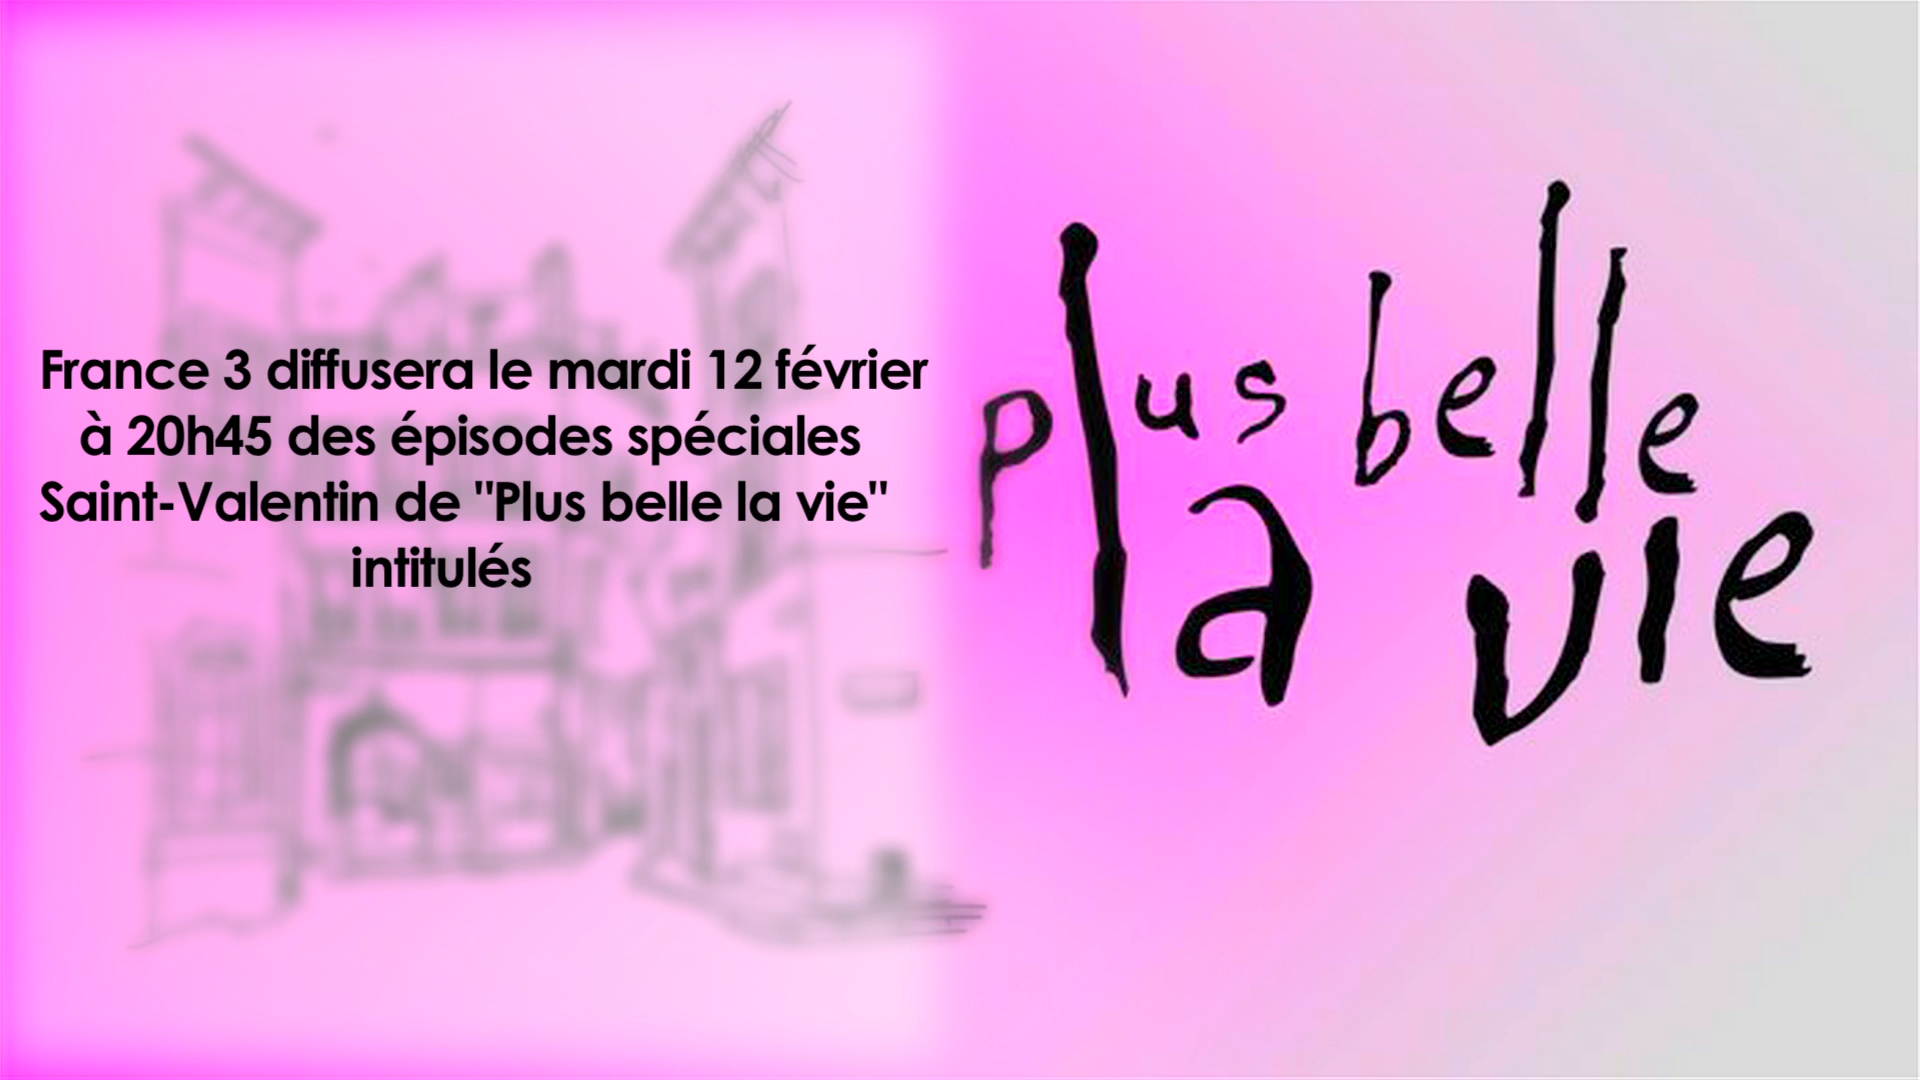 France 3 diffusera le mardi 12 février
à 20h45 des épisodes spéciales
Saint-Valentin de "Plus belle la vie"
intitulés
plus belle
la vie